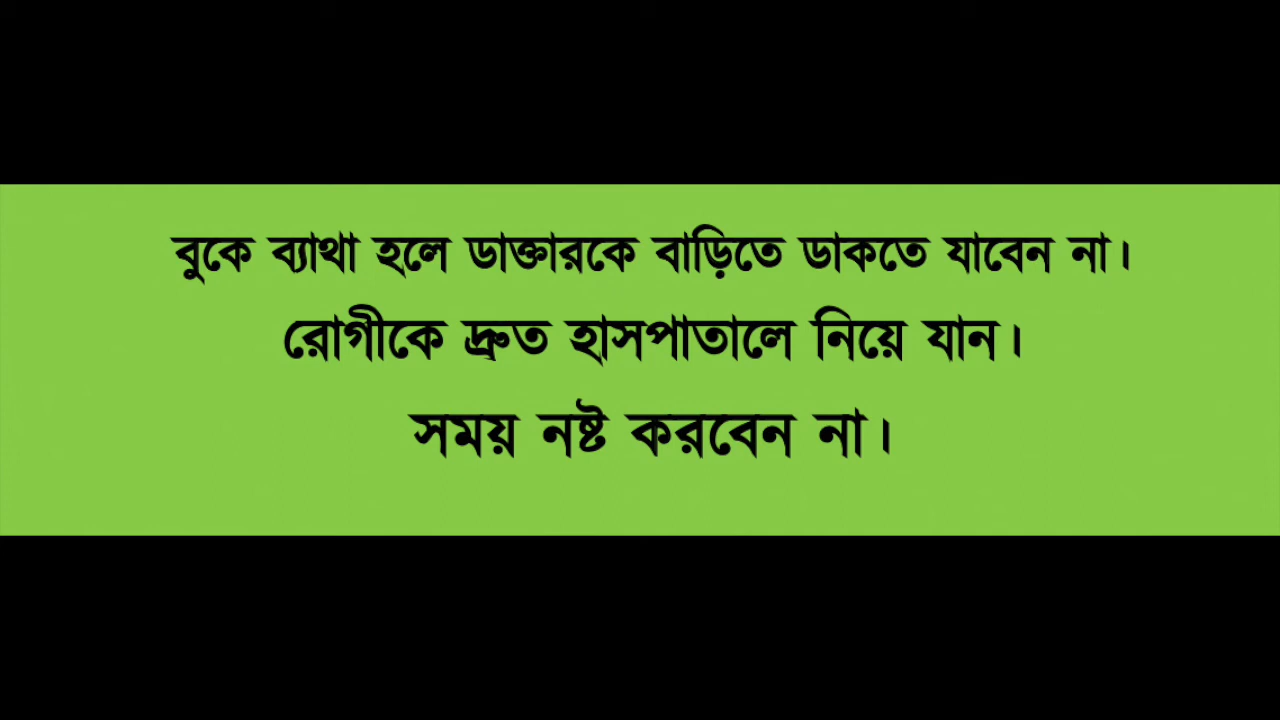 বুকে ব্যাথা হলে ডাক্তারকে বাড়িতে ডাকতে যাবেন না।
রোগীকে দ্রুত হাসপাতালে নিয়ে যান।
সময় নষ্ট করবেন না।